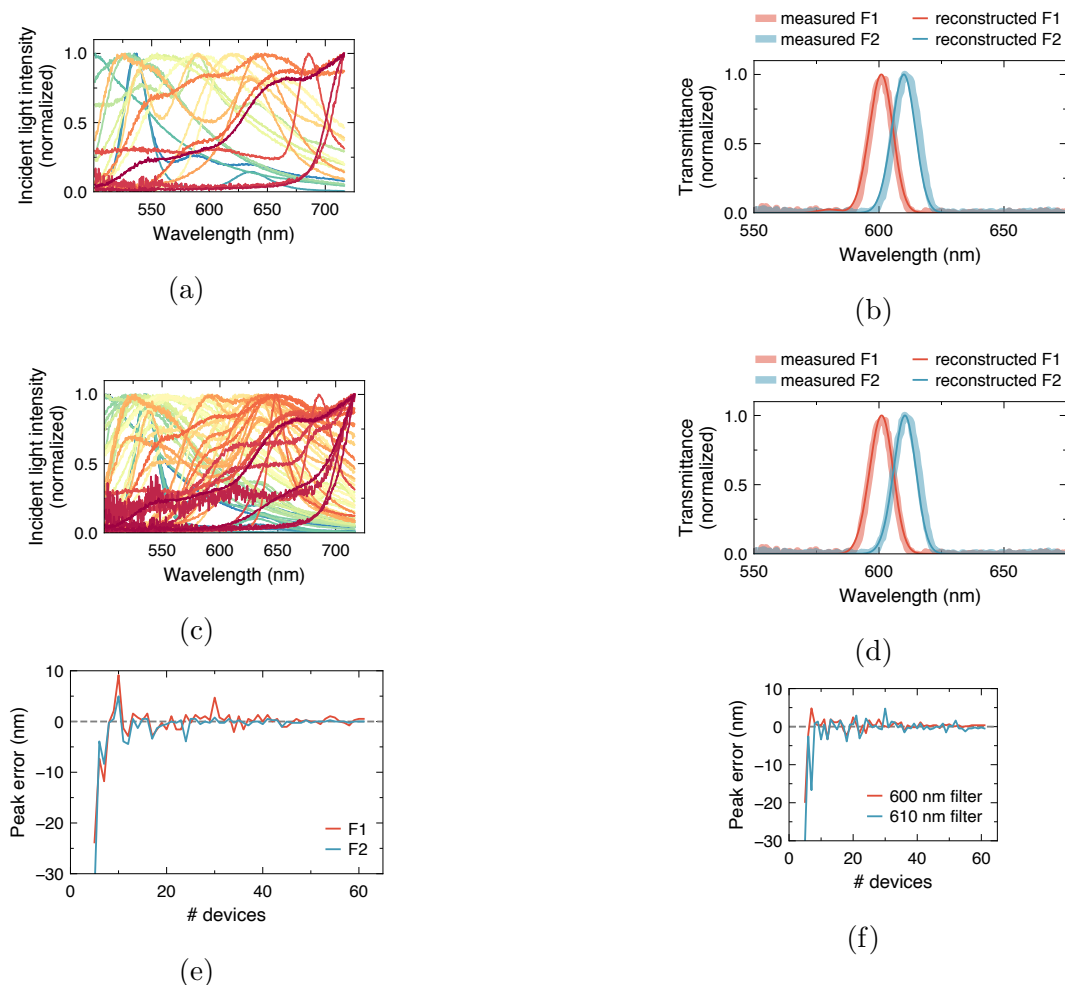 Incident light intensity
(normalized)
1.0
0.5
0.0
550
600
650
700
Wavelength (nm)
(a)
measured F1
reconstructed F1
measured F2
reconstructed F2
Transmittance
(normalized)
1.0
0.5
0.0
550
600
650
Wavelength (nm)
(b)
Incident light intensity
(normalized)
1.0
0.5
0.0
550
600
650
700
Wavelength (nm)
(c)
measured F1
reconstructed F1
measured F2
reconstructed F2
Transmittance
(normalized)
1.0
0.5
0.0
550
600
650
Wavelength (nm)
(d)
Peak error (nm)
10
0
−10
−20
−30
F1
F2
0
20
40
60
# devices
(e)
Peak error (nm)
10
0
−10
−20
−30
600 nm filter
610 nm filter
0
20
40
60
# devices
(f)